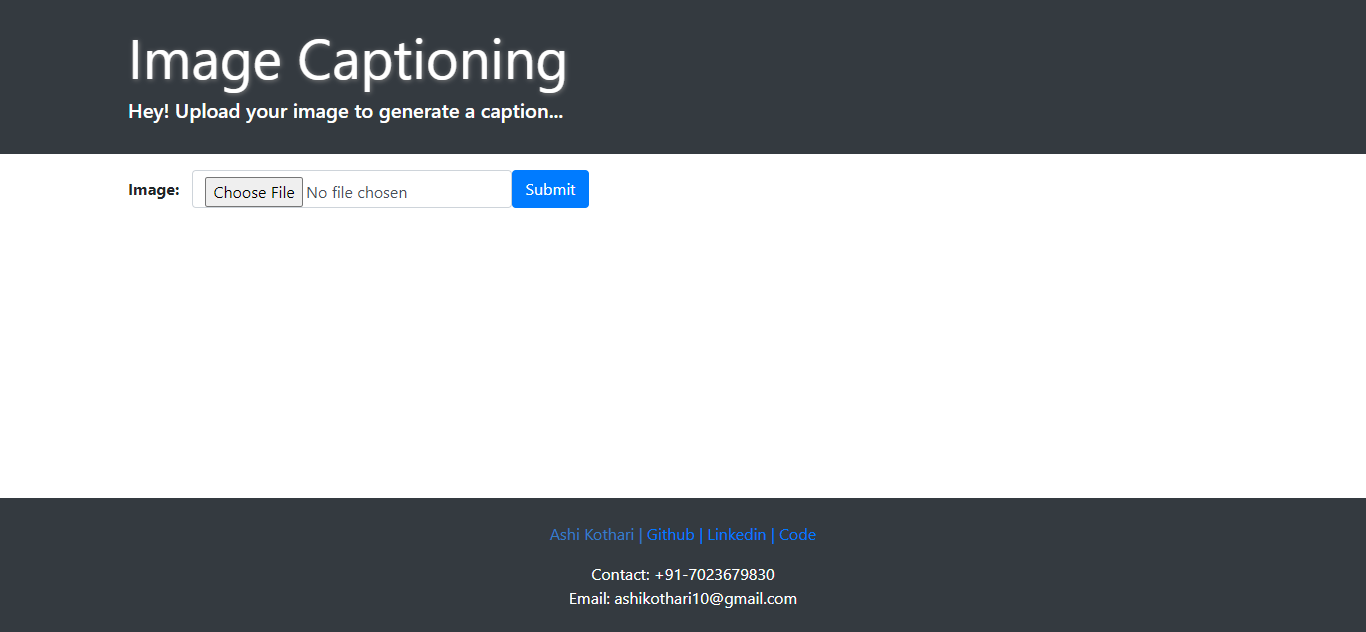 Image Captioning
Hey! Upload your image to generate a caption...
Image: Choose File No file chosen Submit
Ashi Kothari | Github | Linkedin | Code
Contact: +91-7023679830
Email: ashikothari10@gmail.com